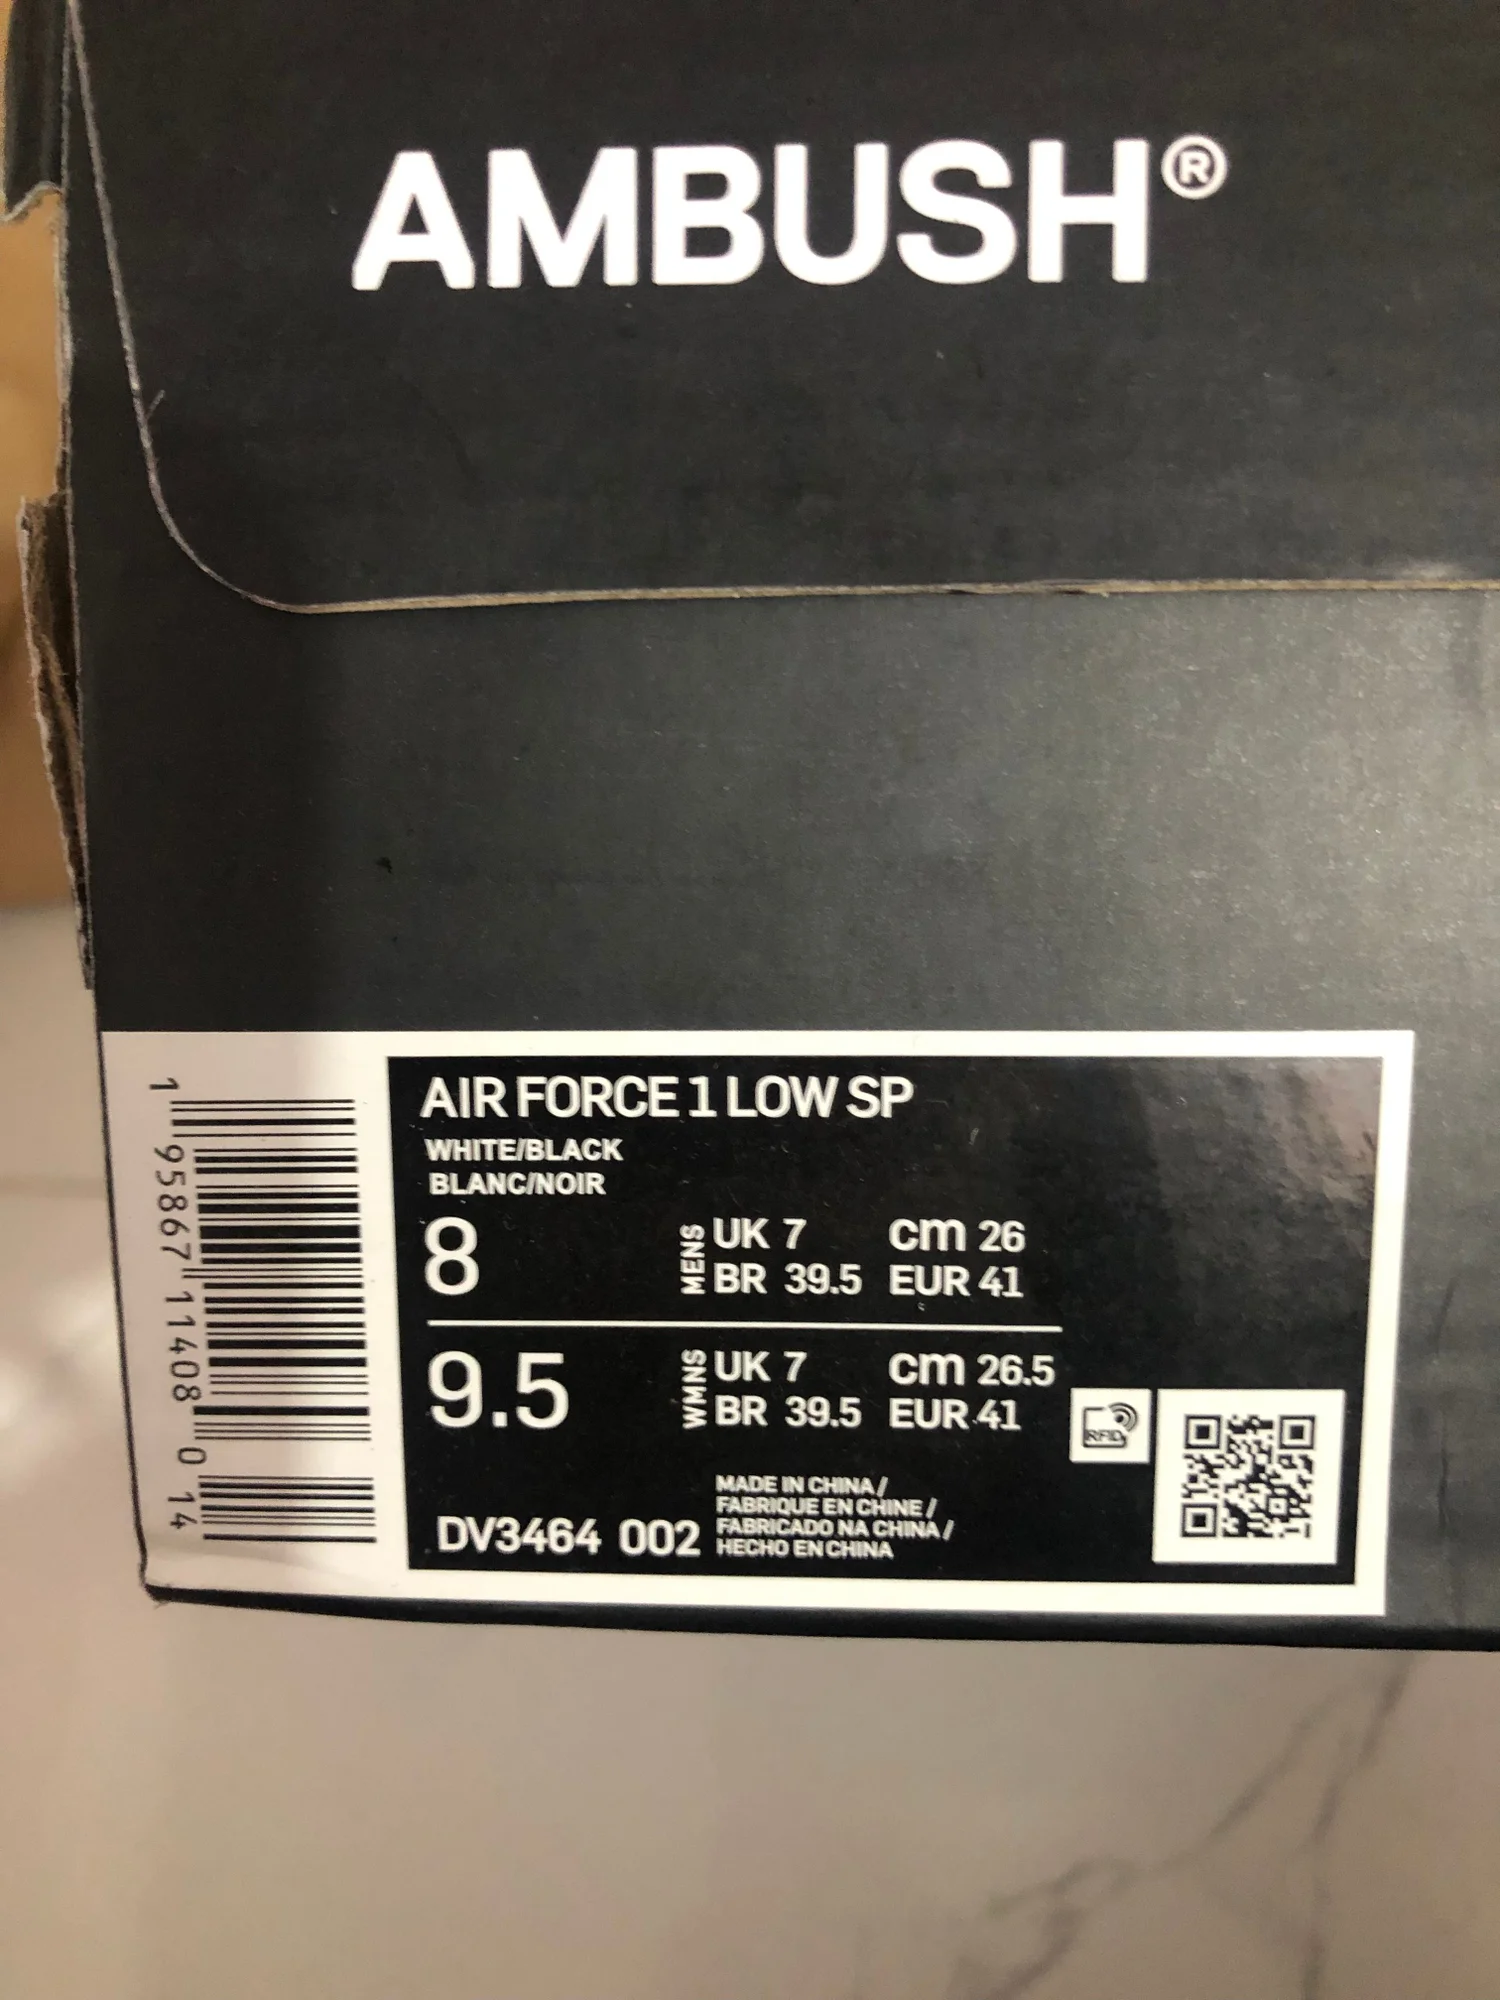 AMBUSH®
1 95867 11408 0 14
AIR FORCE 1 LOW SP
WHITE/BLACK
BLANC/NOIR
8 MENS UK 7 cm 26
BR 39.5 EUR 41
9.5 WMNS UK 7 cm 26.5
BR 39.5 EUR 41
RFID
DV3464 002
MADE IN CHINA /
FABRIQUE EN CHINE /
FABRICADO NA CHINA /
HECHO EN CHINA